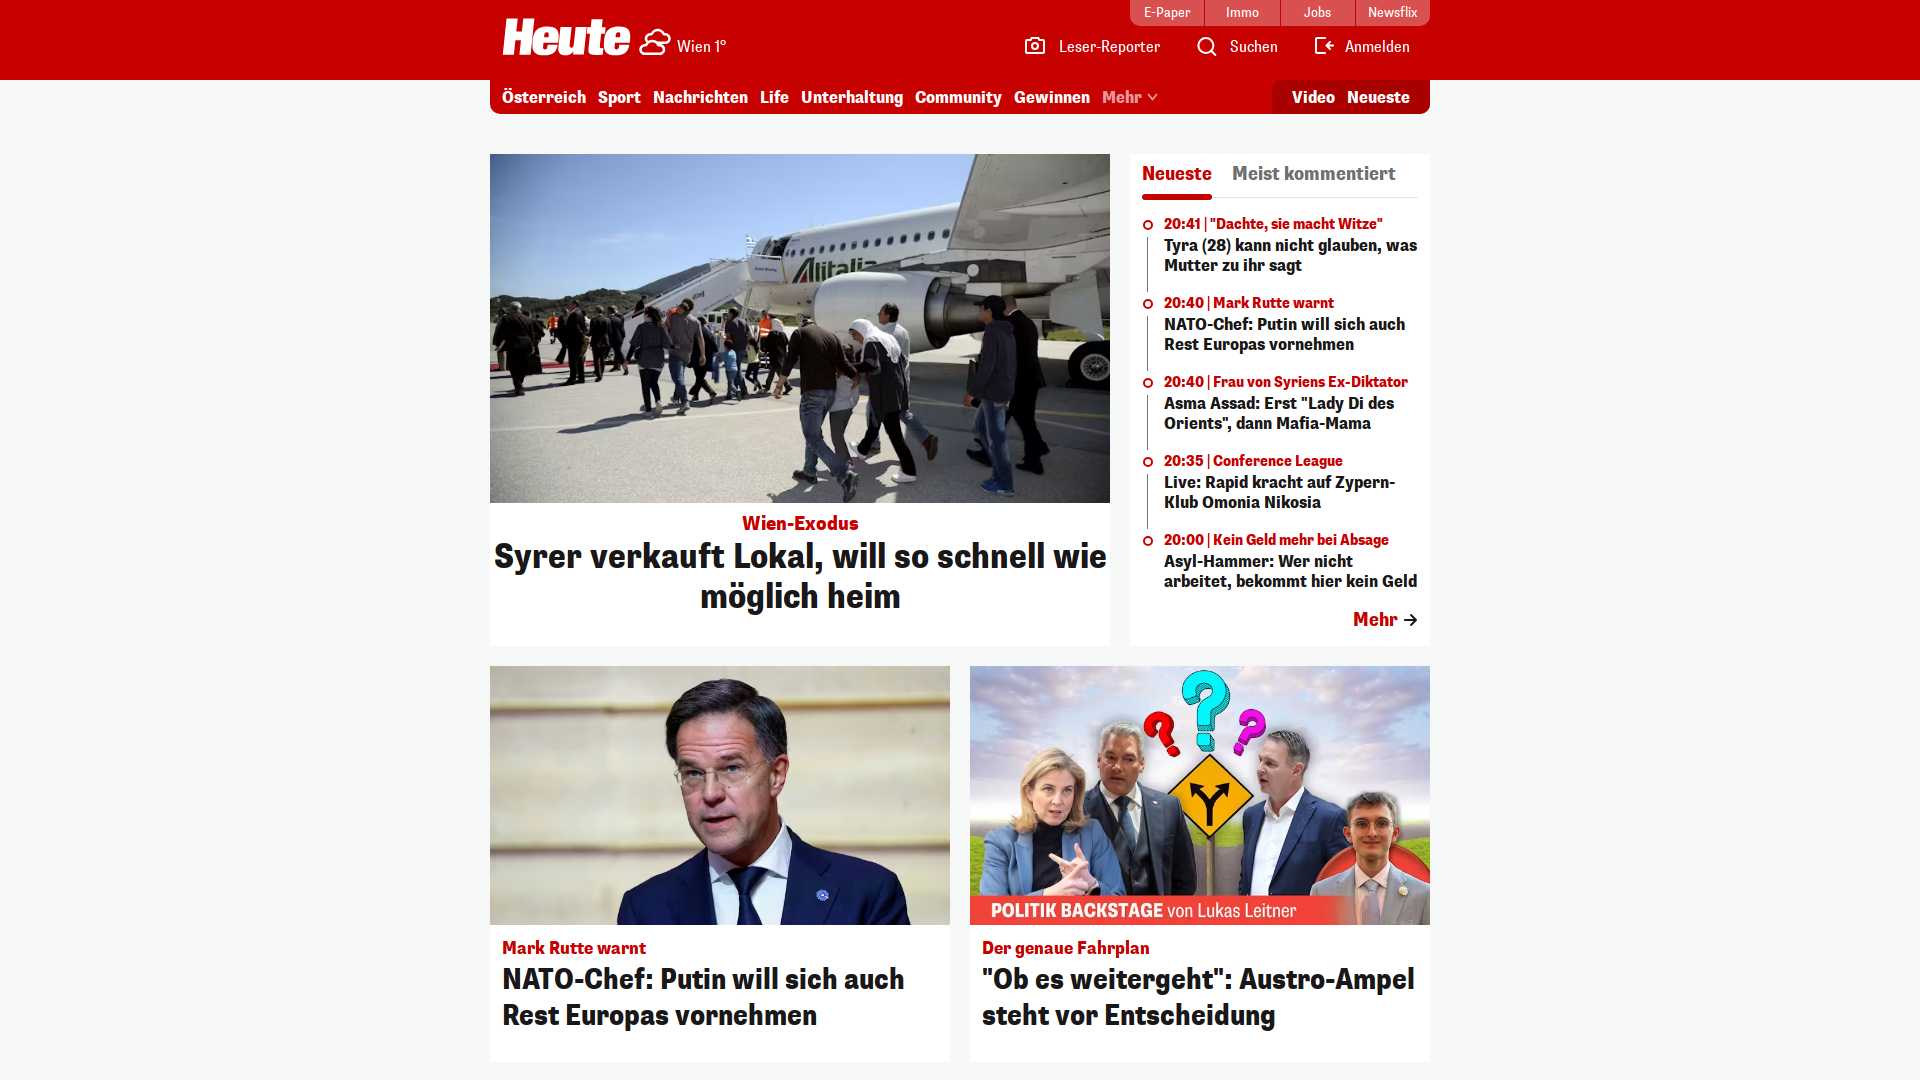 E-Paper
Immo
Jobs
Newsflix
Heute
Wien 1°
Leser-Reporter
Suchen
Anmelden
Österreich
Sport
Nachrichten
Life
Unterhaltung
Community
Gewinnen
Mehr
Video
Neueste
Alitalia
Wien-Exodus
Syrer verkauft Lokal, will so schnell wie
möglich heim
Neueste
Meist kommentiert
20:41 | "Dachte, sie macht Witze"
Tyra (28) kann nicht glauben, was
Mutter zu ihr sagt
20:40 | Mark Rutte warnt
NATO-Chef: Putin will sich auch
Rest Europas vornehmen
20:40 | Frau von Syriens Ex-Diktator
Asma Assad: Erst "Lady Di des
Orients", dann Mafia-Mama
20:35 | Conference League
Live: Rapid kracht auf Zypern-
Klub Omonia Nikosia
20:00 | Kein Geld mehr bei Absage
Asyl-Hammer: Wer nicht
arbeitet, bekommt hier kein Geld
Mehr
Mark Rutte warnt
NATO-Chef: Putin will sich auch
Rest Europas vornehmen
? ? ?
POLITIK BACKSTAGE von Lukas Leitner
Der genaue Fahrplan
"Ob es weitergeht": Austro-Ampel
steht vor Entscheidung